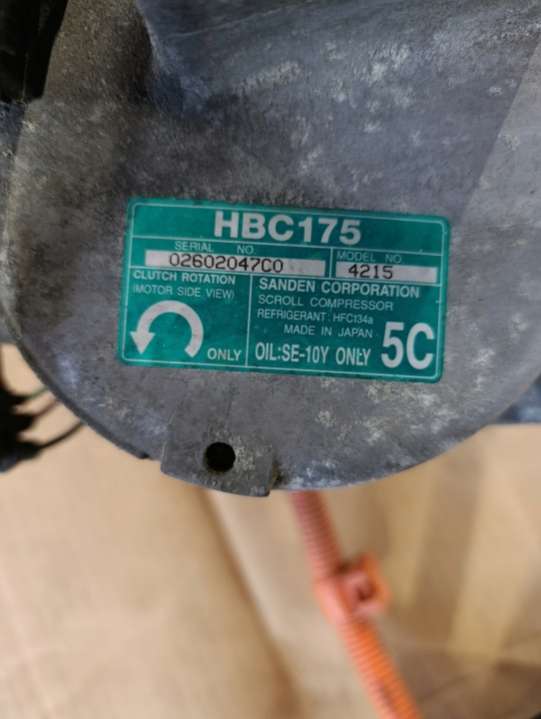 HBC175
SERIAL NO.
02602047C0
MODEL NO.
4215
CLUTCH ROTATION
(MOTOR SIDE VIEW)
ONLY
SANDEN CORPORATION
SCROLL COMPRESSOR
REFRIGERANT : HFC134a
MADE IN JAPAN
OIL:SE-10Y ONLY
5C